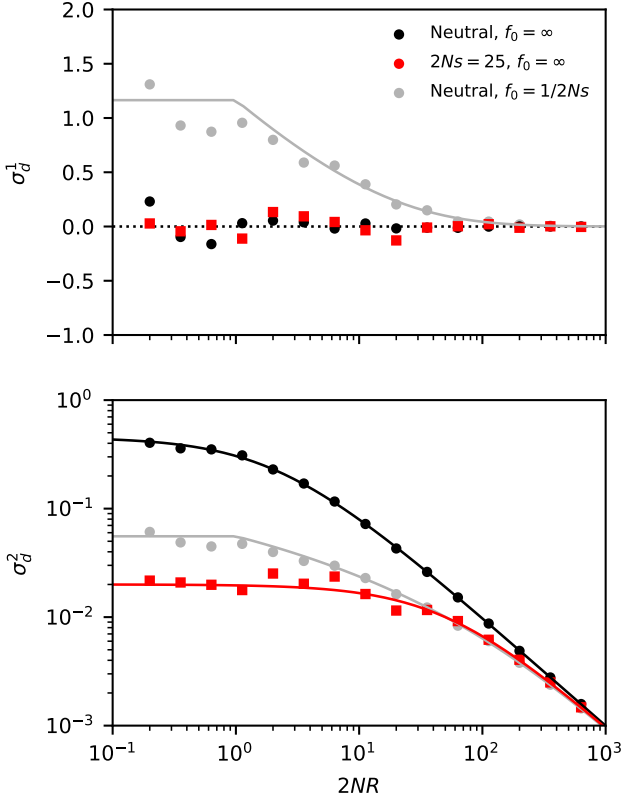 2.0
1.5
1.0
0.5
0.0
−0.5
−1.0
σ_d^1
Neutral, f_0 = ∞
2Ns = 25, f_0 = ∞
Neutral, f_0 = 1/2Ns
10^0
10^−1
10^−2
10^−3
σ_d^2
10^−1 10^0 10^1 10^2 10^3
2NR